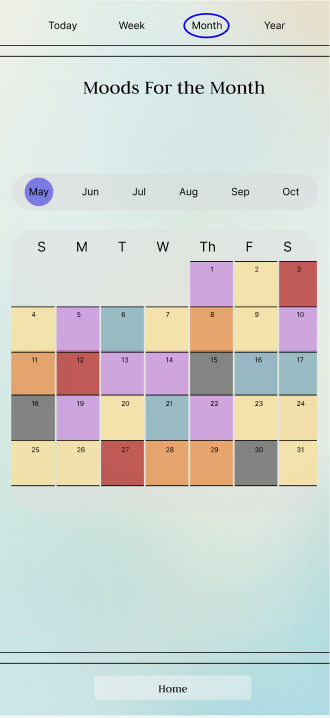 Today Week Month Year
Moods For the Month
May Jun Jul Aug Sep Oct
S M T W Th F S
1 2 3
4 5 6 7 8 9 10
11 12 13 14 15 16 17
18 19 20 21 22 23 24
25 26 27 28 29 30 31
Home